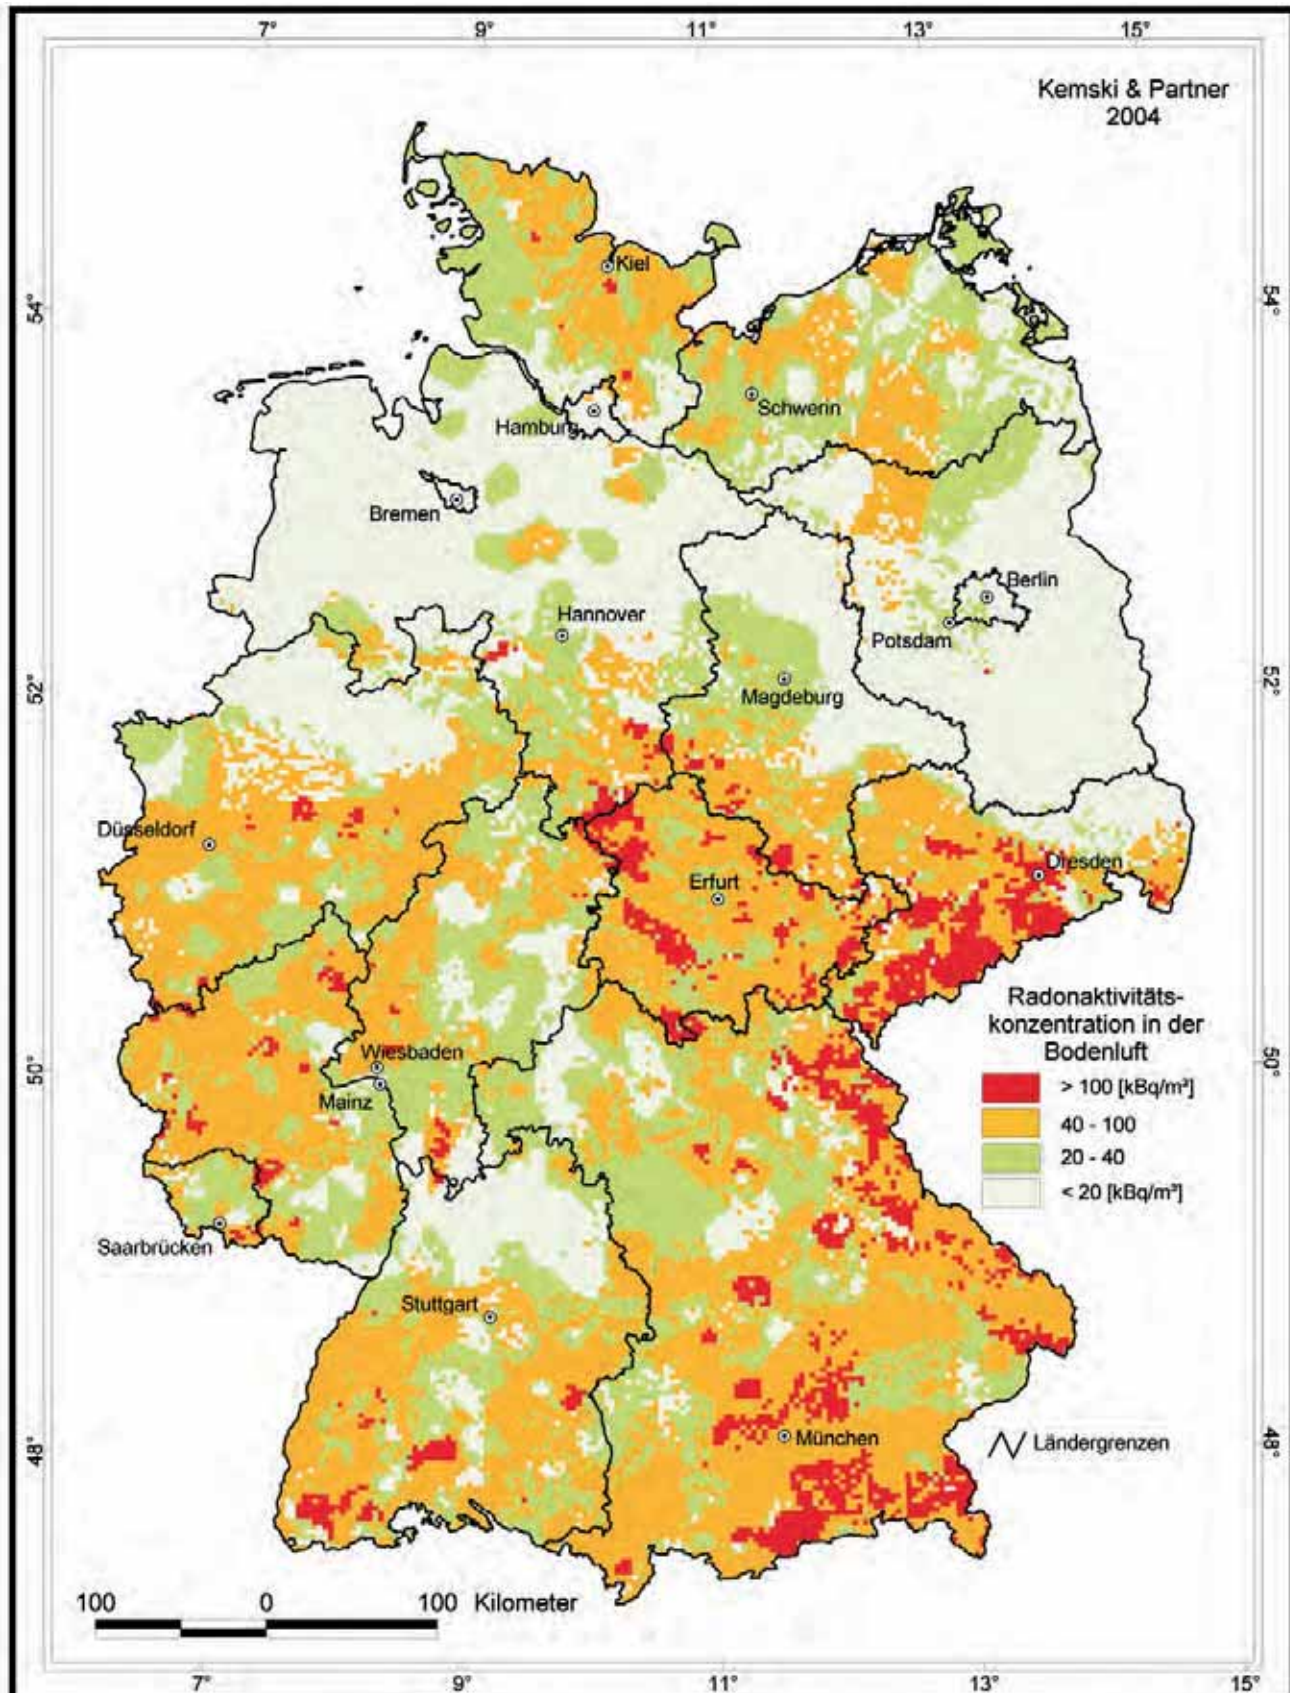 7° 9° 11° 13° 15°
Kemski & Partner
2004
54°
54°
Kiel
Schwerin
Hamburg
Bremen
Berlin
Hannover
Potsdam
52°
52°
Magdeburg
Düsseldorf
Dresden
Erfurt
Radonaktivitäts-
konzentration in der
Bodenluft
Wiesbaden
50°
50°
Mainz
> 100 [kBq/m³]
40 - 100
20 - 40
< 20 [kBq/m³]
Saarbrücken
Stuttgart
München
Ländergrenzen
48°
48°
100 0 100 Kilometer
7° 9° 11° 13° 15°